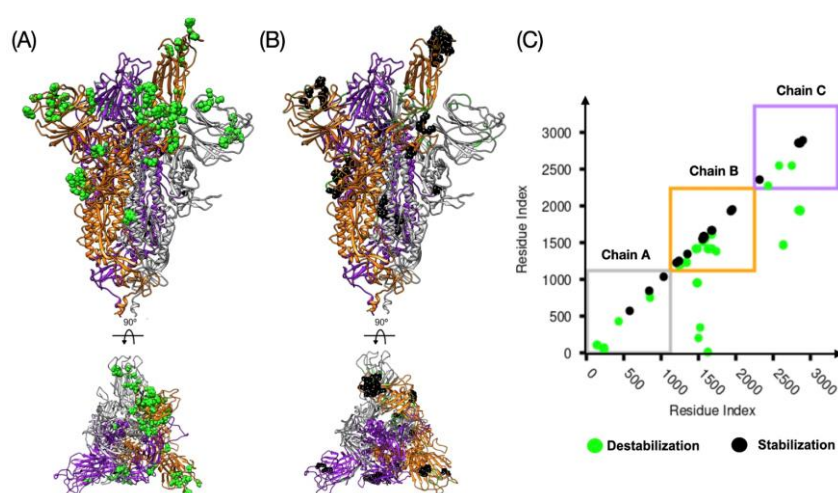 (A)
(B)
(C)
90°
90°
Chain C
Chain B
Chain A
Residue Index
3000
2500
2000
1500
1000
500
0
0 500 1000 1500 2000 2500 3000
Residue Index
Destabilization Stabilization